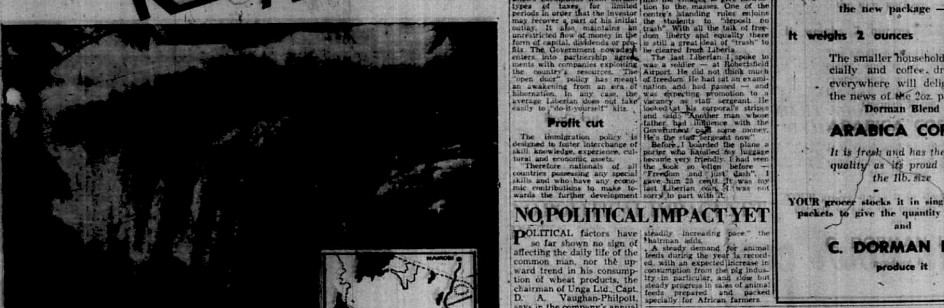 types of taxes for limited
periods in order that the investor
may recover a part of his initial
outlay. It also maintains an
unrestricted flow of money in the
form of capital, dividends or pro-
fits. The Government nowadays
enters into partnership agree-
ments with companies exploiting
the country's resources. The
"open door" policy has meant
an awakening from an era of
hibernation. In any case, the
average Liberian does not take
easily to "do-it-yourself" kits.
Profit cut
The immigration policy is
designed to foster interchange of
skill, knowledge, experience, cul-
tural and economic assets.
Therefore nationals of all
countries possessing any special
skills and who have any econo-
mic contributions to make to-
wards the further development
tion to the masses. One of the
centre's standing rules enjoins
the students to "deposit no
trash" With all the talk of free-
dom liberty and equality there
is still a great deal of "trash" to
be cleared from Liberia.
The last Liberian I spoke to
was a soldier — at Robertsfield
Airport. He did not think much
of freedom. He had sat an exami-
nation and had passed — and
was expecting promotion to a
vacancy as staff sergeant. He
looked at his corporal's stripes
and said: "Another man whose
father had influence with the
Government paid some money.
He's the staff sergeant now"
Before I boarded the plane a
porter who handled my luggage
became very friendly. I had seen
the look so often before —
"Freedom and just dash". I
gave him 25 cents. It was my
last Liberian coin. I was not
sorry to part with it.
NO POLITICAL IMPACT YET
POLITICAL factors have
so far shown no sign of
affecting the daily life of the
common man, nor the up-
ward trend in his consump-
tion of wheat products, the
chairman of Unga Ltd., Capt.
D. A. Vaughan-Philpott,
says in the company's annual
steadily increasing pace." the
chairman adds.
A steady demand for animal
feeds during the year is record-
ed, with an expected increase in
consumption from the pig indus-
try in particular, and slow but
steady progress in sales of animal
feeds prepared and packed
specially for African farmers.
NAIROBI
the new package —
It weighs 2 ounces
The smaller household
cially and coffee
everywhere will
the news of the 2oz.
Dorman Blend
ARABICA
It is fresh and has the
quality as its proud
the 1lb. size
YOUR grocer stocks it in
packets to give the quantity
and
C. DORMAN
produce it